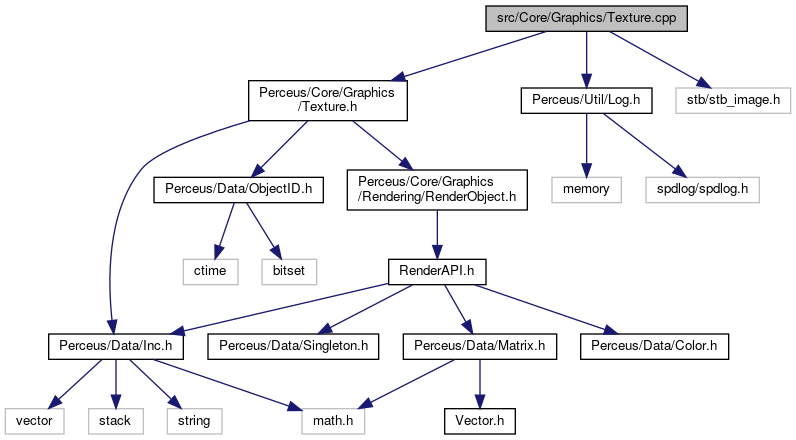 src/Core/Graphics/Texture.cpp
Perceus/Core/Graphics
/Texture.h
Perceus/Util/Log.h
stb/stb_image.h
Perceus/Data/ObjectID.h
Perceus/Core/Graphics
/Rendering/RenderObject.h
memory
spdlog/spdlog.h
ctime
bitset
RenderAPI.h
Perceus/Data/Inc.h
Perceus/Data/Singleton.h
Perceus/Data/Matrix.h
Perceus/Data/Color.h
vector
stack
string
math.h
Vector.h